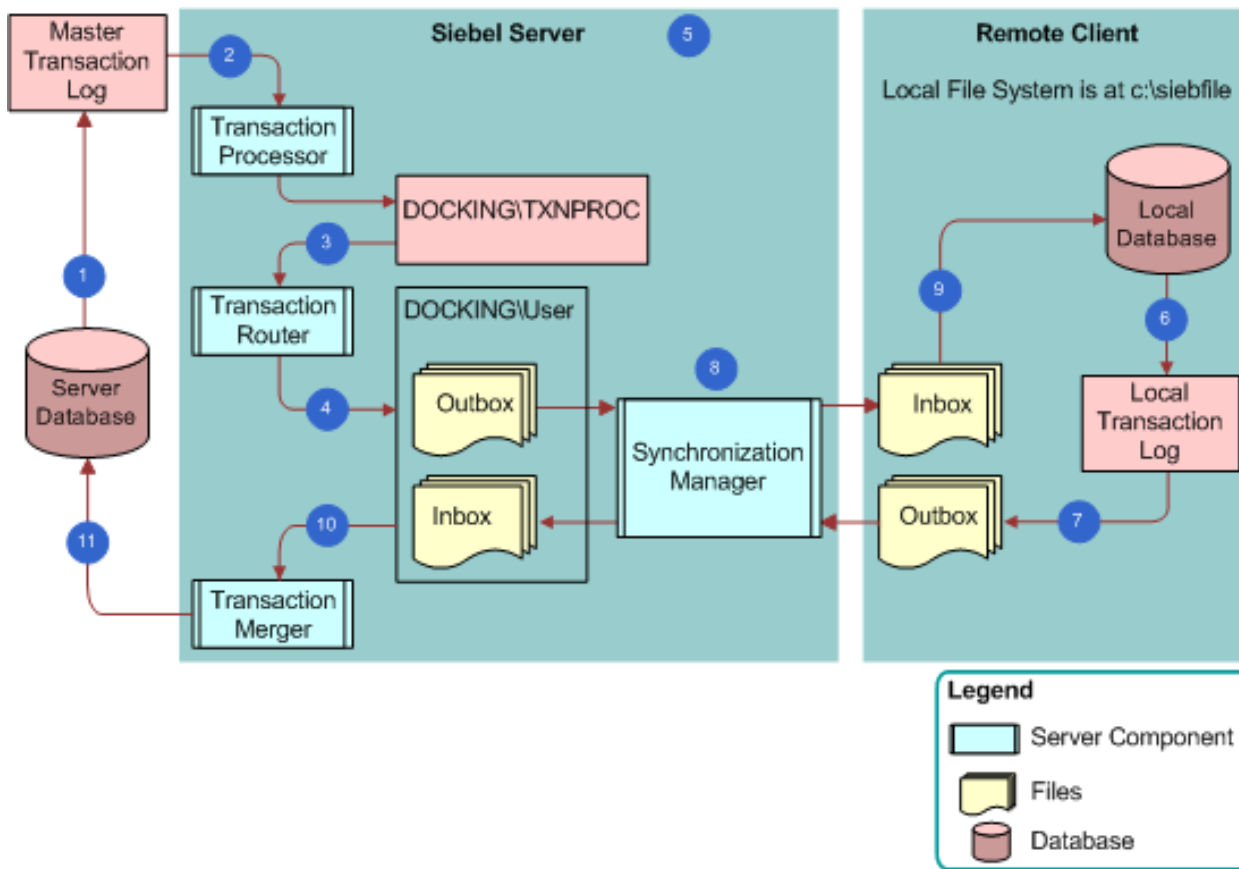 Master
Transaction
Log
2
Siebel Server
5
Remote Client
Local File System is at c:\siebfile
Transaction
Processor
DOCKING\TXNPROC
3
1
Transaction
Router
4
DOCKING\User
Outbox
Inbox
8
Synchronization
Manager
Server
Database
10
11
Transaction
Merger
Local
Database
9
6
Inbox
Local
Transaction
Log
Outbox
7
Legend
Server Component
Files
Database